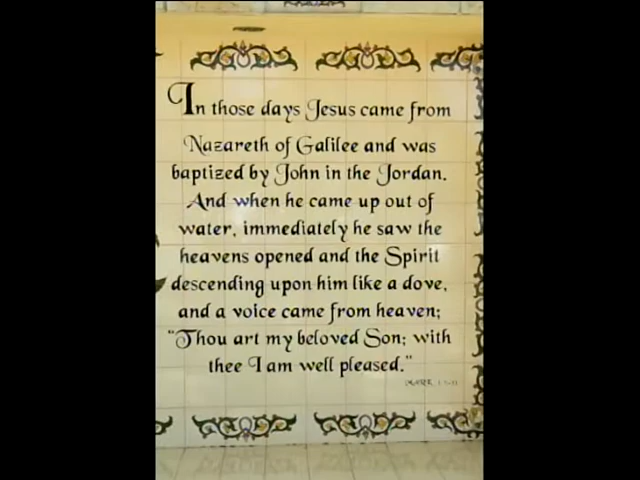 In those days Jesus came from
Nazareth of Galilee and was
baptized by John in the Jordan.
And when he came up out of
water, immediately he saw the
heavens opened and the Spirit
descending upon him like a dove,
and a voice came from heaven;
"Thou art my beloved Son; with
thee I am well pleased."